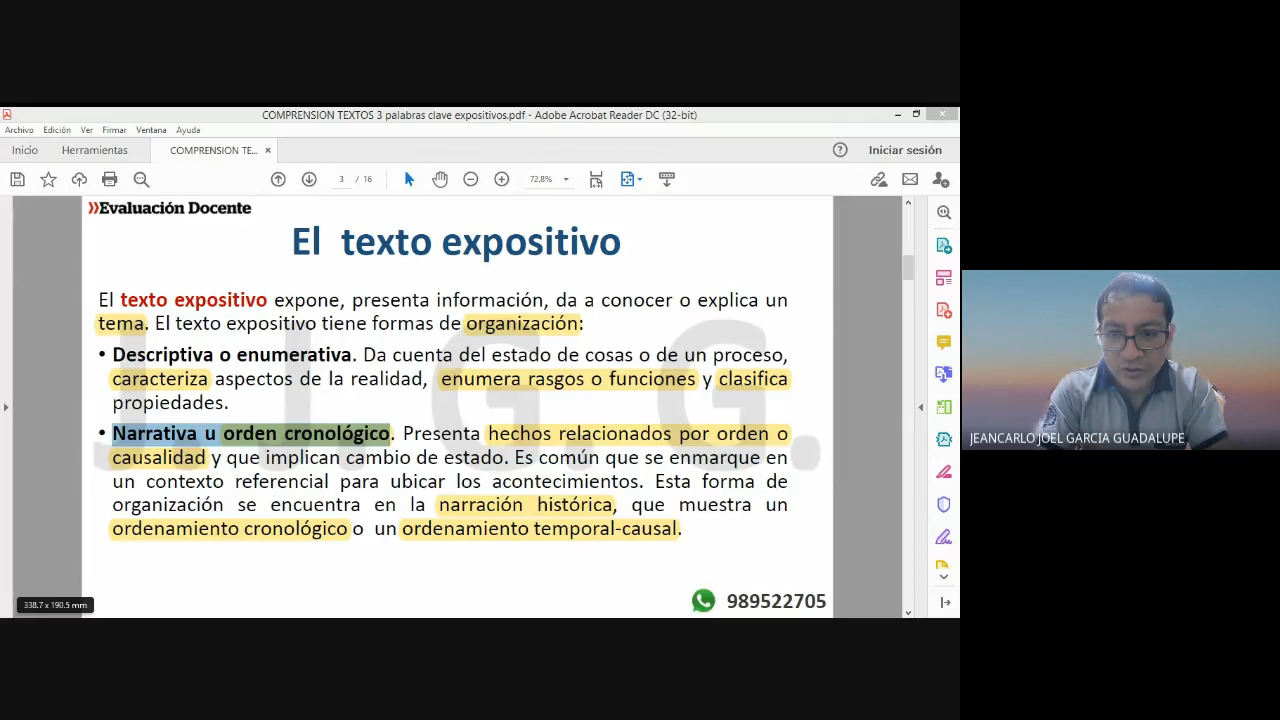 COMPRENSION TEXTOS 3 palabras clave expositivos.pdf - Adobe Acrobat Reader DC (32-bit)
Archivo Edición Ver Firmar Ventana Ayuda
Inicio Herramientas COMPRENSION TE... × Iniciar sesión
3 / 16 72.8%
»Evaluación Docente
El texto expositivo
El texto expositivo expone, presenta información, da a conocer o explica un
tema. El texto expositivo tiene formas de organización:
• Descriptiva o enumerativa. Da cuenta del estado de cosas o de un proceso,
caracteriza aspectos de la realidad, enumera rasgos o funciones y clasifica
propiedades.
• Narrativa u orden cronológico. Presenta hechos relacionados por orden o
causalidad y que implican cambio de estado. Es común que se enmarque en
un contexto referencial para ubicar los acontecimientos. Esta forma de
organización se encuentra en la narración histórica, que muestra un
ordenamiento cronológico o un ordenamiento temporal-causal.
J. J. G. G.
338.7 x 190.5 mm
989522705
JEANCARLO JOEL GARCIA GUADALUPE